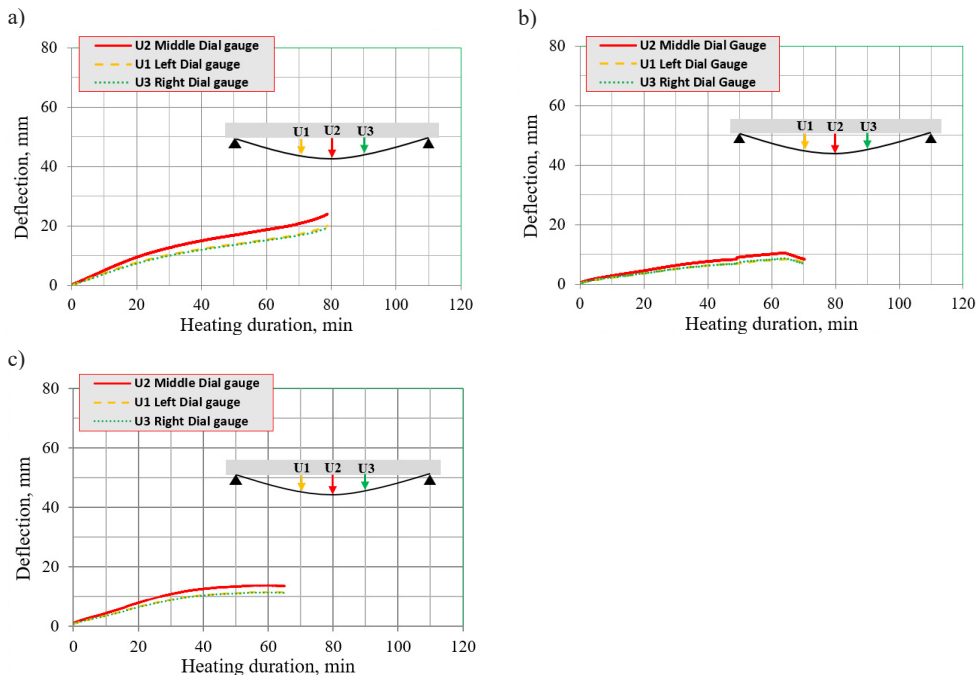 a)
U2 Middle Dial gauge
U1 Left Dial gauge
U3 Right Dial gauge
80
60
40
20
0
U1 U2 U3
Deflection, mm
0 20 40 60 80 100 120
Heating duration, min
b)
U2 Middle Dial Gauge
U1 Left Dial Gauge
U3 Right Dial Gauge
80
60
40
20
0
U1 U2 U3
Deflection, mm
0 20 40 60 80 100 120
Heating duration, min
c)
U2 Middle Dial gauge
U1 Left Dial gauge
U3 Right Dial gauge
80
60
40
20
0
U1 U2 U3
Deflection, mm
0 20 40 60 80 100 120
Heating duration, min